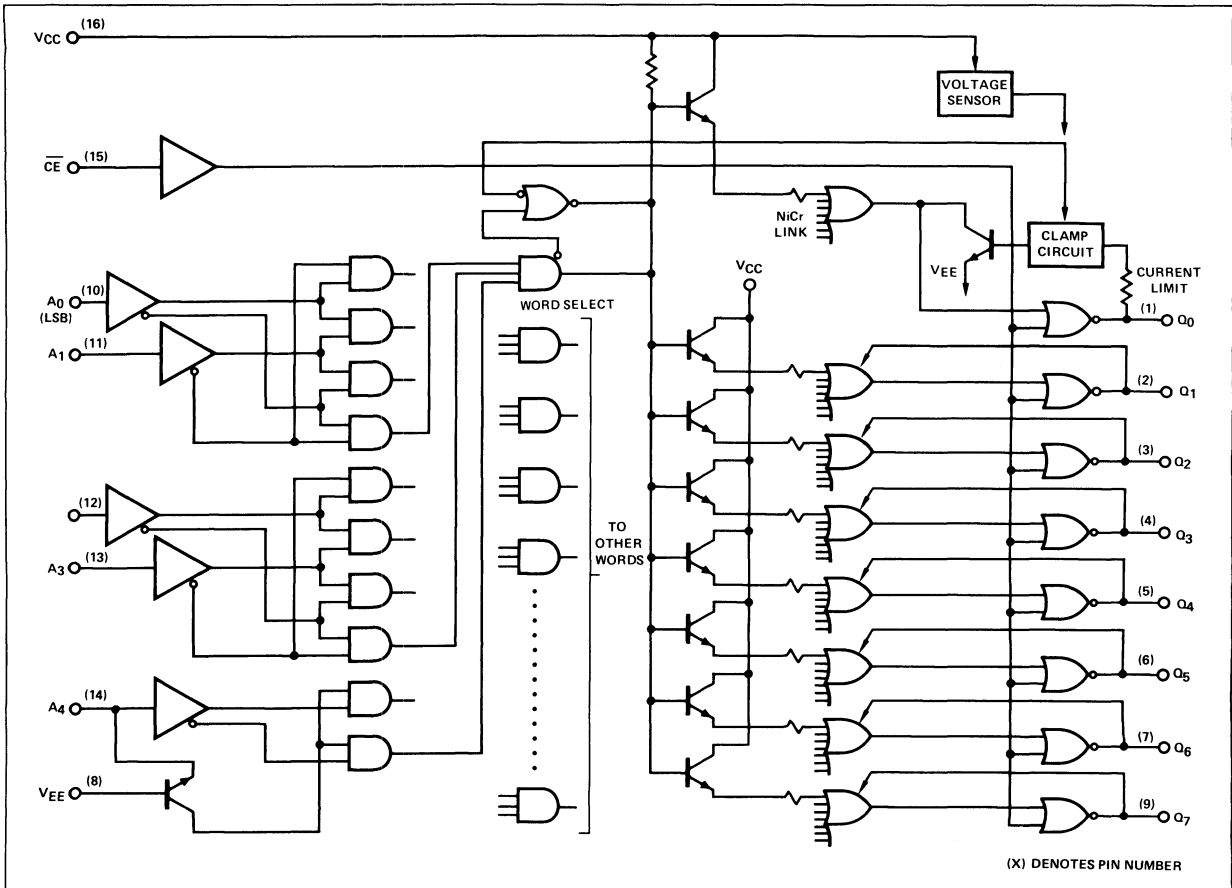 VCC (16)
VOLTAGE
SENSOR
CE (15)
NiCr
LINK
CLAMP
CIRCUIT
VEE
VCC
CURRENT
LIMIT
A0 (10)
(LSB)
WORD SELECT
(1) Q0
A1 (11)
(2) Q1
(3) Q2
(12)
(4) Q3
A3 (13)
TO
OTHER
WORDS
(5) Q4
(6) Q5
A4 (14)
(7) Q6
VEE (8)
(9) Q7
(X) DENOTES PIN NUMBER